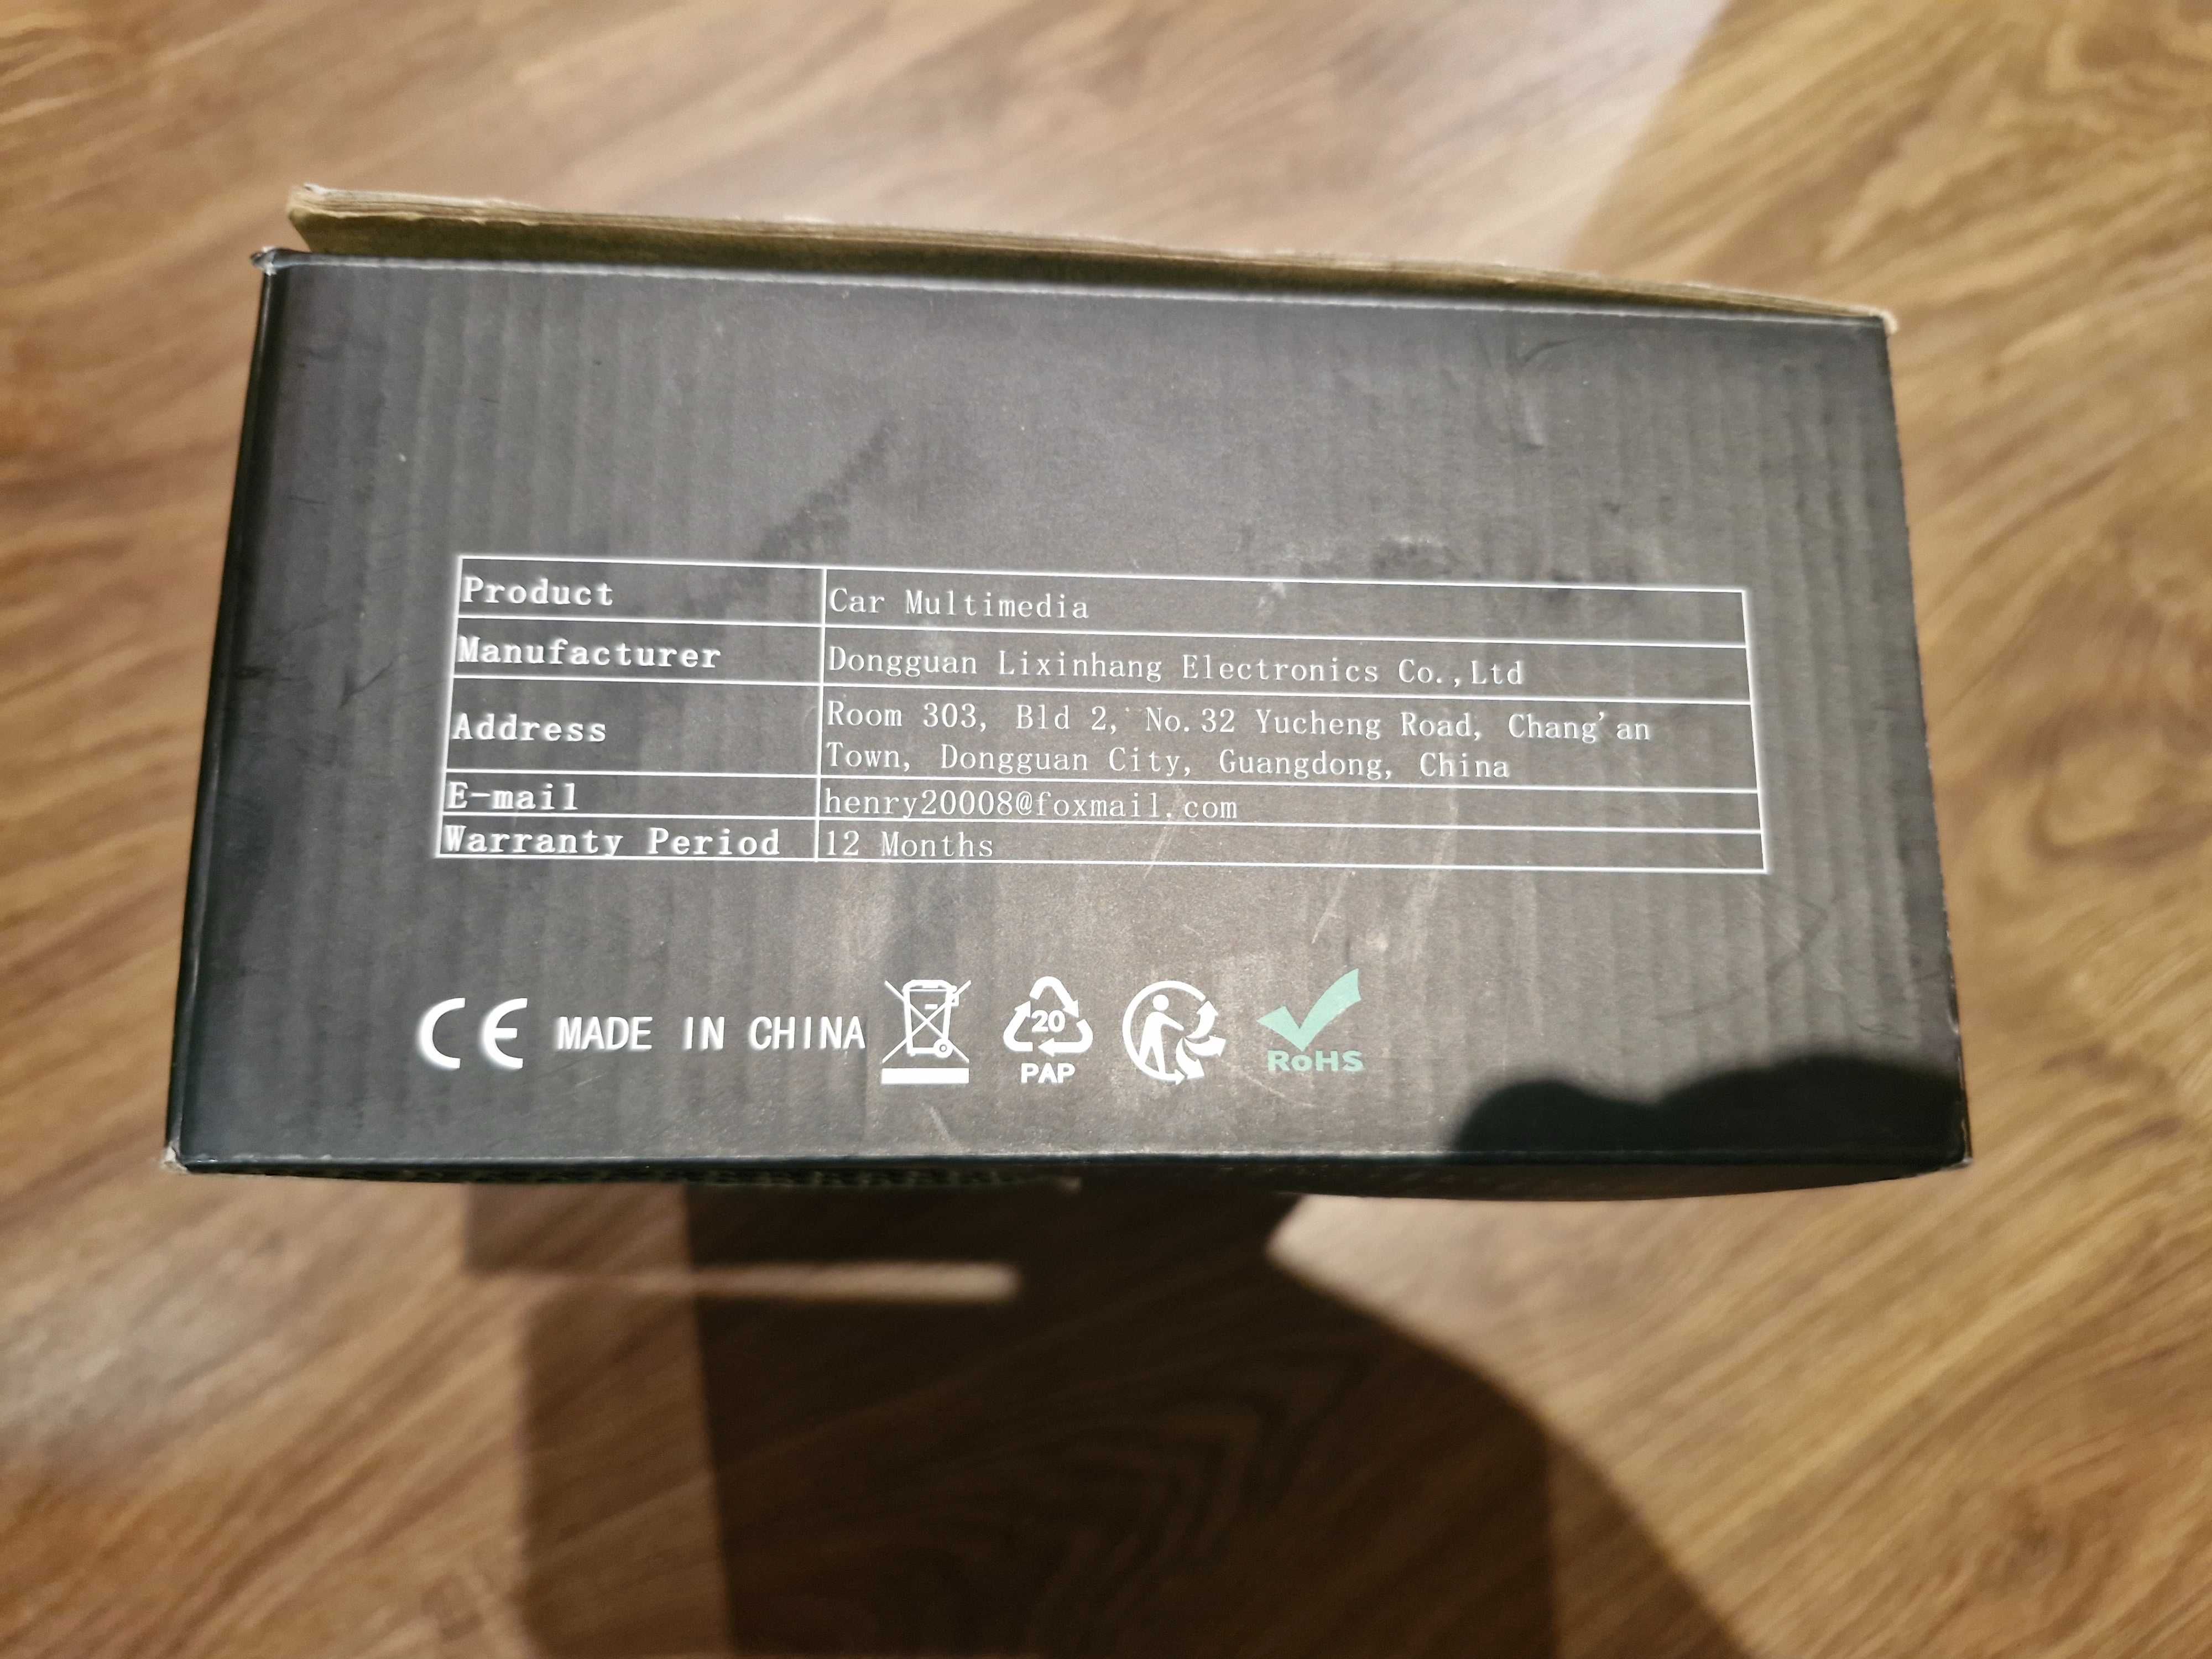 Product Car Multimedia
Manufacturer Dongguan Lixinhang Electronics Co.,Ltd
Address Room 303, Bld 2, No.32 Yucheng Road, Chang'an
Town, Dongguan City, Guangdong, China
E-mail henry20008@foxmail.com
Warranty Period 12 Months
CE MADE IN CHINA 20 PAP RoHS